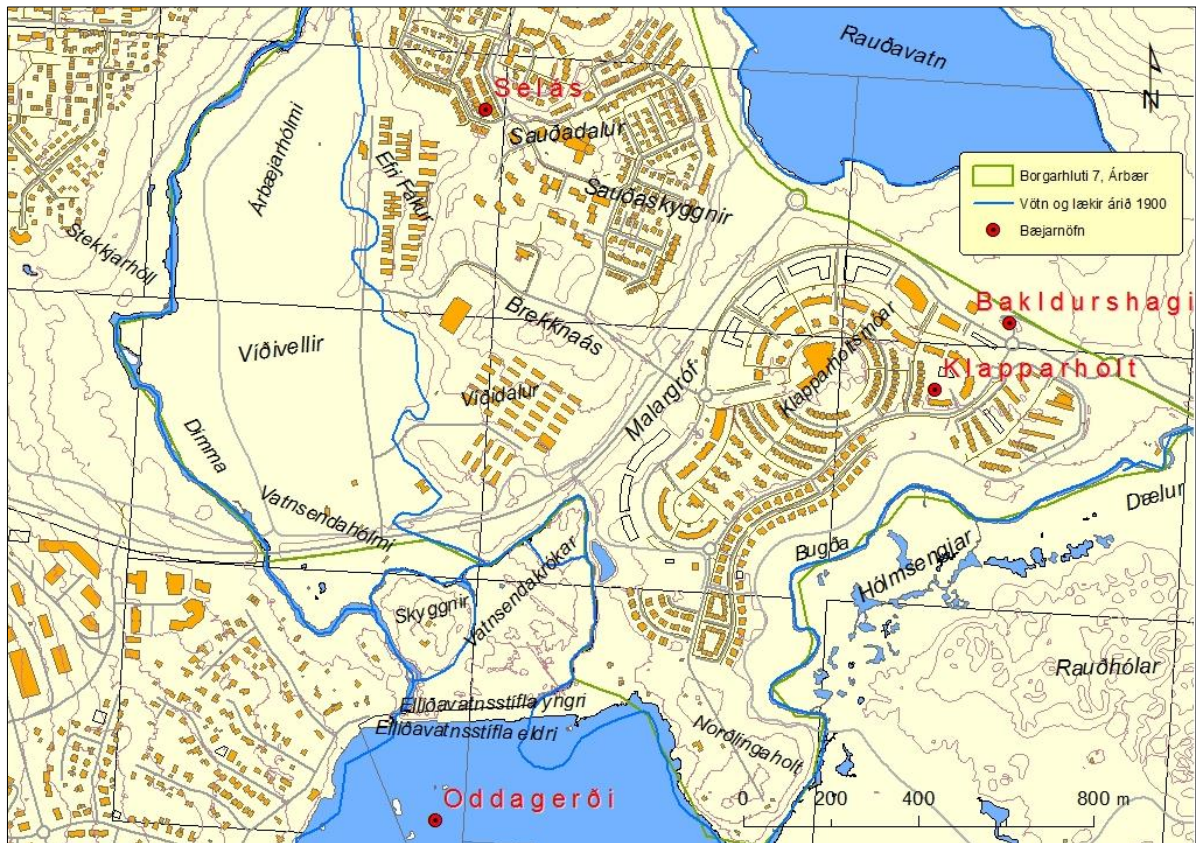 Rauðavatn
N
Selás
Sauðadalur
Árbæjarhólmi
Efri Fákur
Sauðaskyggnir
Borgarhluti 7, Árbær
Vötn og lækir árið 1900
Bæjarnöfn
Stekkjarhóll
Brekknaás
Bakldurshagi
Víðivellir
Klapparholtsmóar
Klapparholt
Víðidalur
Malargróf
Dimma
Vatnsendahólmi
Drælur
Bugða
Hólmsengjar
Skyggnir
Vatnsendakrókar
Rauðhólar
Elliðavatnsstífla yngri
Elliðavatnsstífla eldri
Norðlingaholt
Oddagerði
0 200 400 800 m